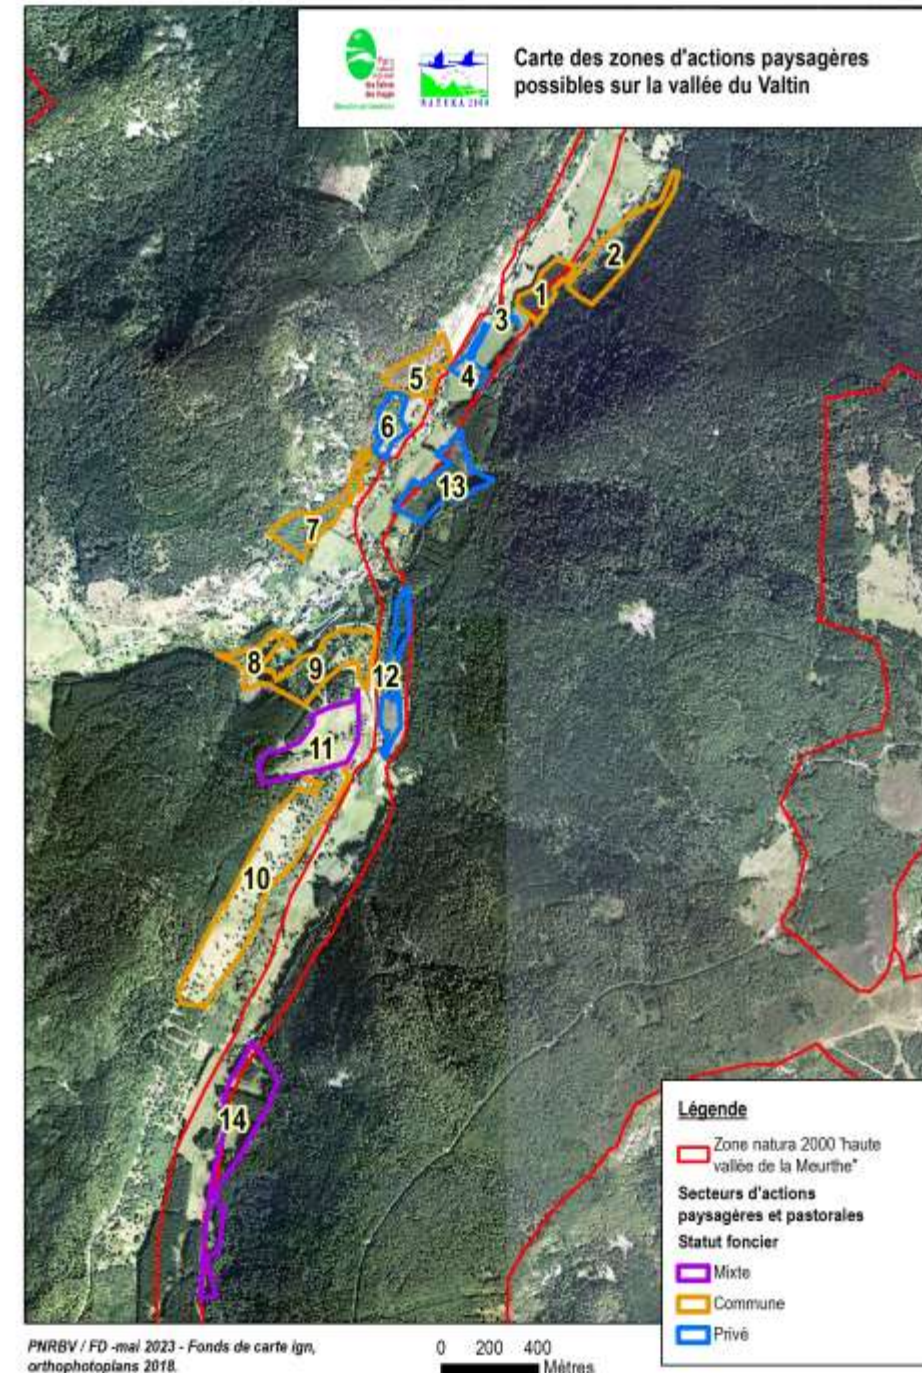 Carte des zones d'actions paysagères
possibles sur la vallée du Valtin
Parc
NATURA 2000
2
1
3
5
4
6
13
7
8
9
12
11
10
14
Légende
Zone natura 2000 "haute
vallée de la Meurthe"
Secteurs d'actions
paysagères et pastorales
Statut foncier
Mixte
Commune
Privé
PNRBV / FD -mai 2023 - Fonds de carte ign,
orthophotoplans 2018.
0 200 400
Mètres